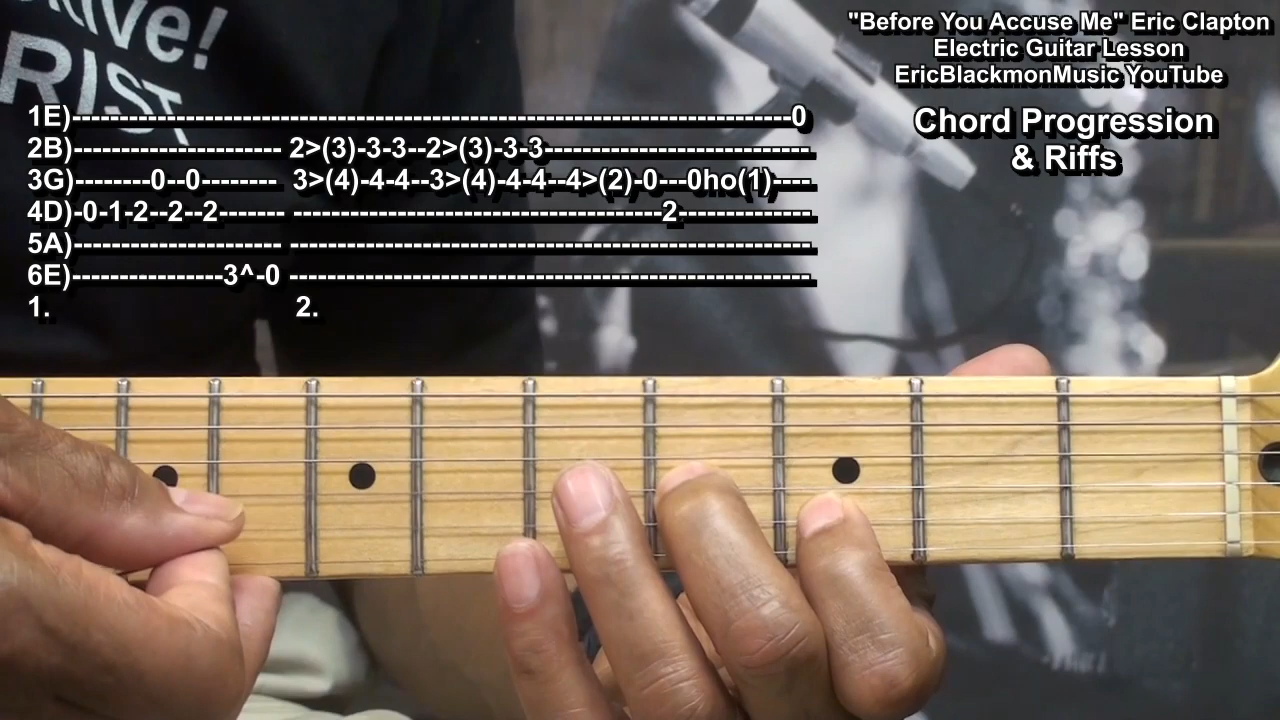 ive!
RIST
"Before You Accuse Me" Eric Clapton
Electric Guitar Lesson
EricBlackmonMusic YouTube
Chord Progression
& Riffs
1E)-----------------------------------------------------------------------------0
2B)--------------------- 2>(3)-3-3--2>(3)-3-3---------------------------
3G)--------0--0-------- 3>(4)-4-4--3>(4)-4-4--4>(2)-0---0ho(1)----
4D)-0-1-2--2--2------- --------------------------------------2--------------
5A)--------------------- -----------------------------------------------------
6E)---------------3^-0 -----------------------------------------------------
1. 2.